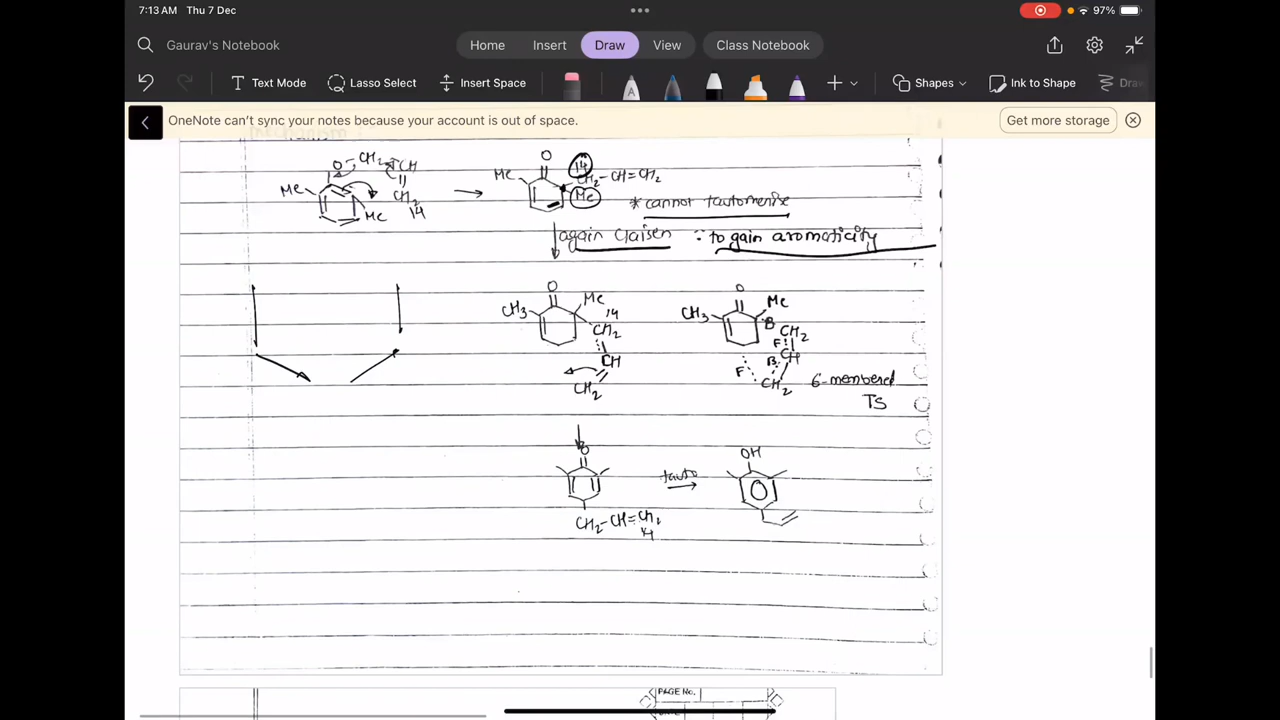 7:13 AM Thu 7 Dec
97%
Gaurav's Notebook
Home Insert Draw View Class Notebook
Text Mode Lasso Select Insert Space Shapes Ink to Shape Dra
OneNote can't sync your notes because your account is out of space. Get more storage
O-CH2 CH
Me
CH2
Me
14
O
Me
14
CH2-CH=CH2
Me
*cannot tautomerise
again Claisen ∵ to gain aromaticity
O
CH3
Me
14
CH2
CH
CH2
O
CH3
Me
B
CH2
F
B
CH
F
CH2
6-membered
TS
O
CH2-CH=CH2
14
tauto
OH
PAGE No.